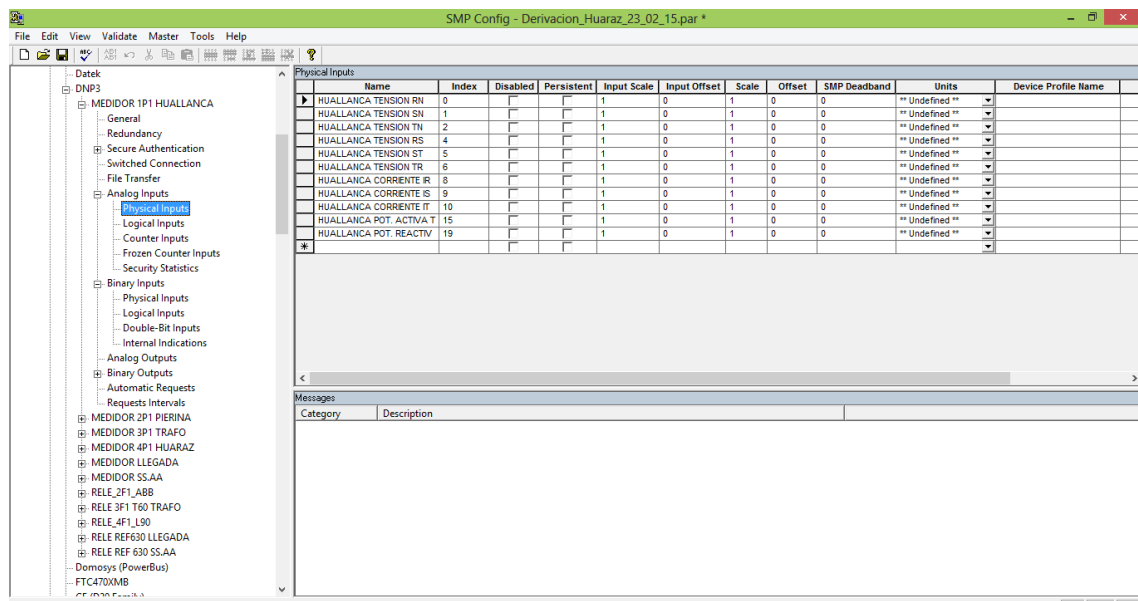 SMP Config - Derivacion_Huaraz_23_02_15.par *
File Edit View Validate Master Tools Help
Datek
DNP3
MEDIDOR 1P1 HUALLANCA
General
Redundancy
Secure Authentication
Switched Connection
File Transfer
Analog Inputs
Physical Inputs
Logical Inputs
Counter Inputs
Frozen Counter Inputs
Security Statistics
Binary Inputs
Physical Inputs
Logical Inputs
Double-Bit Inputs
Internal Indications
Analog Outputs
Binary Outputs
Automatic Requests
Requests Intervals
MEDIDOR 2P1 PIERINA
MEDIDOR 3P1 TRAFO
MEDIDOR 4P1 HUARAZ
MEDIDOR LLEGADA
MEDIDOR SS.AA
RELE_2F1_ABB
RELE 3F1 T60 TRAFO
RELE_4F1_L90
RELE REF630 LLEGADA
RELE REF 630 SS.AA
Domosys (PowerBus)
FTC470XMB
Physical Inputs
Name Index Disabled Persistent Input Scale Input Offset Scale Offset SMP Deadband Units Device Profile Name
HUALLANCA TENSION RN 0 1 0 1 0 0 ** Undefined **
HUALLANCA TENSION SN 1 1 0 1 0 0 ** Undefined **
HUALLANCA TENSION TN 2 1 0 1 0 0 ** Undefined **
HUALLANCA TENSION RS 4 1 0 1 0 0 ** Undefined **
HUALLANCA TENSION ST 5 1 0 1 0 0 ** Undefined **
HUALLANCA TENSION TR 6 1 0 1 0 0 ** Undefined **
HUALLANCA CORRIENTE IR 8 1 0 1 0 0 ** Undefined **
HUALLANCA CORRIENTE IS 9 1 0 1 0 0 ** Undefined **
HUALLANCA CORRIENTE IT 10 1 0 1 0 0 ** Undefined **
HUALLANCA POT. ACTIVA T 15 1 0 1 0 0 ** Undefined **
HUALLANCA POT. REACTIV 19 1 0 1 0 0 ** Undefined **
Messages
Category Description